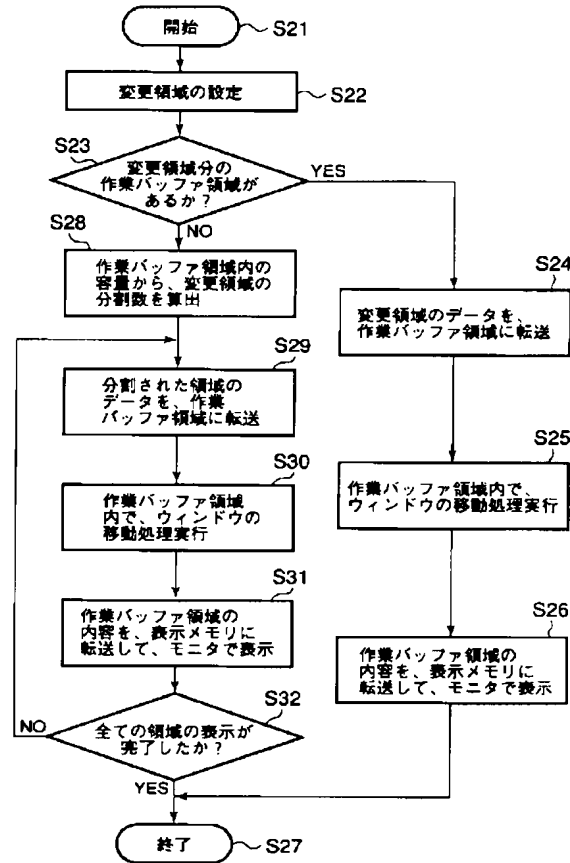 開始
S21
変更領域の設定
S22
S23
変更領域分の
作業バッファ領域が
あるか?
YES
NO
S28
作業バッファ領域内の
容量から、変更領域の
分割数を算出
S24
変更領域のデータを、
作業バッファ領域に転送
S29
分割された領域の
データを、作業
バッファ領域に転送
S25
作業バッファ領域内で、
ウィンドウの移動処理実行
S30
作業バッファ領域
内で、ウィンドウの
移動処理実行
S31
作業バッファ領域の
内容を、表示メモリに
転送して、モニタで表示
S26
作業バッファ領域の
内容を、表示メモリに
転送して、モニタで表示
S32
全ての領域の表示が
完了したか?
NO
YES
終了
S27